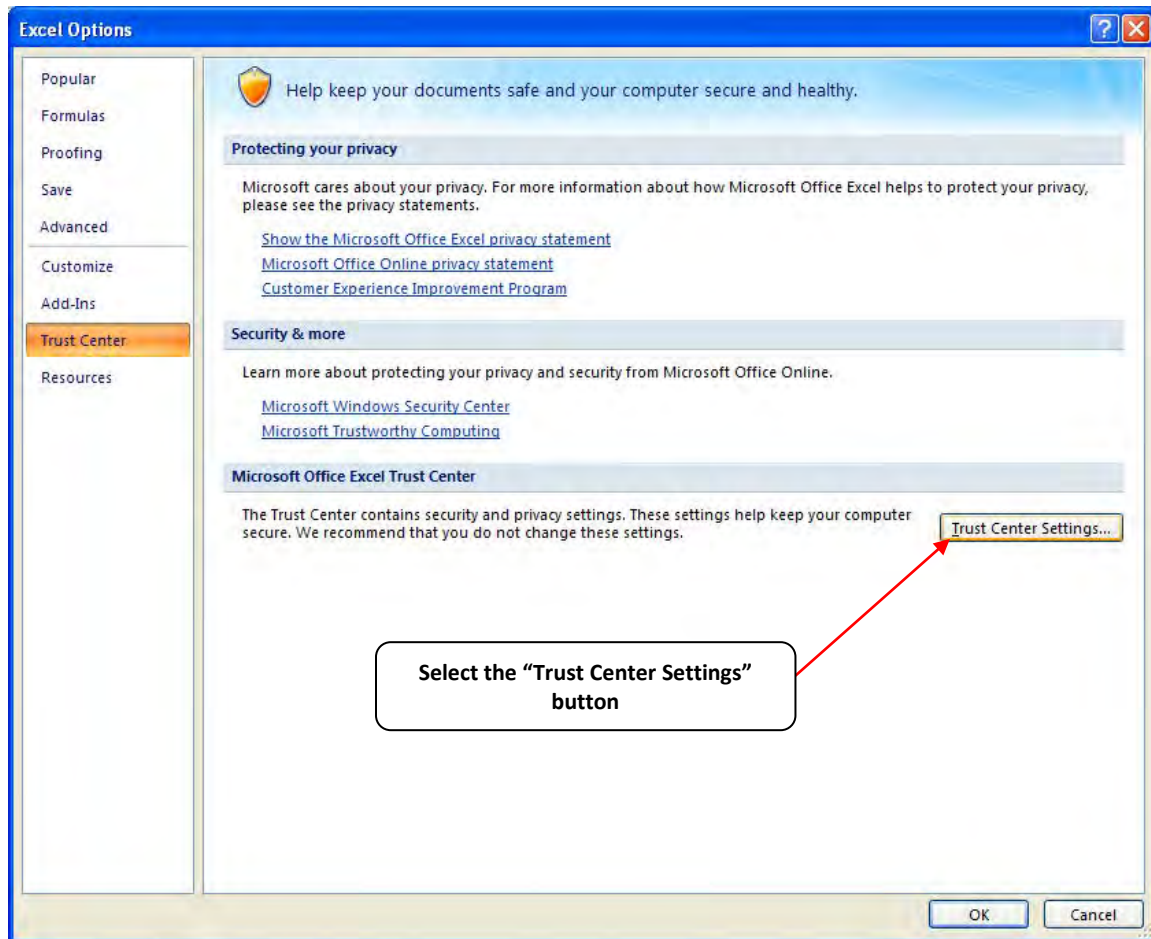 Excel Options
Popular
Formulas
Proofing
Save
Advanced
Customize
Add-Ins
Trust Center
Resources
Help keep your documents safe and your computer secure and healthy.
Protecting your privacy
Microsoft cares about your privacy. For more information about how Microsoft Office Excel helps to protect your privacy,
please see the privacy statements.
Show the Microsoft Office Excel privacy statement
Microsoft Office Online privacy statement
Customer Experience Improvement Program
Security & more
Learn more about protecting your privacy and security from Microsoft Office Online.
Microsoft Windows Security Center
Microsoft Trustworthy Computing
Microsoft Office Excel Trust Center
The Trust Center contains security and privacy settings. These settings help keep your computer
secure. We recommend that you do not change these settings.
Trust Center Settings...
Select the “Trust Center Settings”
button
OK
Cancel